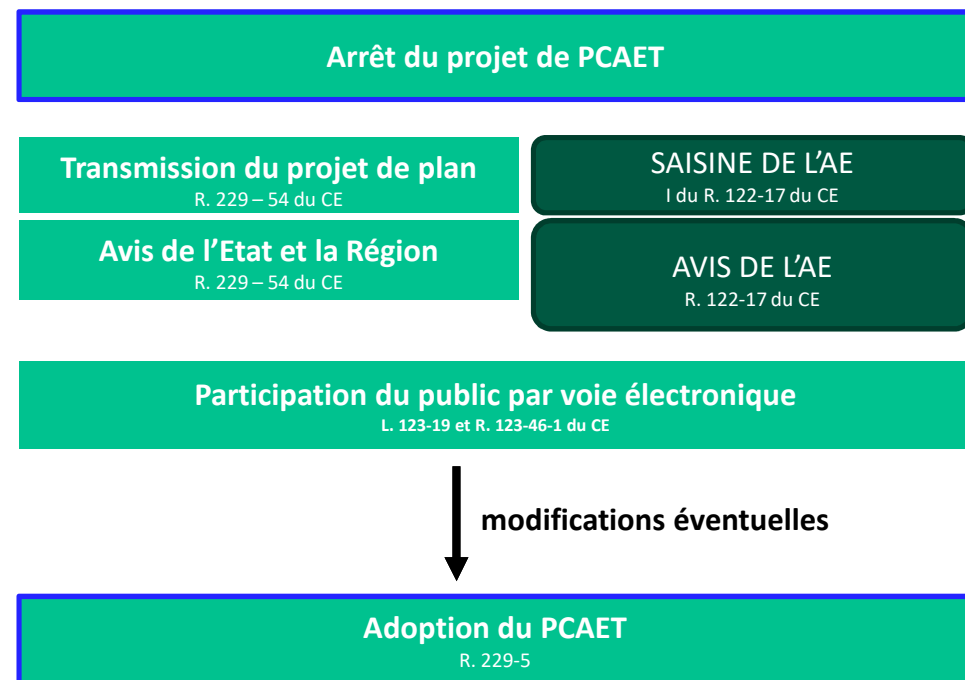 Arrêt du projet de PCAET
Transmission du projet de plan
R. 229 – 54 du CE
SAISINE DE L’AE
I du R. 122-17 du CE
Avis de l’Etat et la Région
R. 229 – 54 du CE
AVIS DE L’AE
R. 122-17 du CE
Participation du public par voie électronique
L. 123-19 et R. 123-46-1 du CE
modifications éventuelles
Adoption du PCAET
R. 229-5